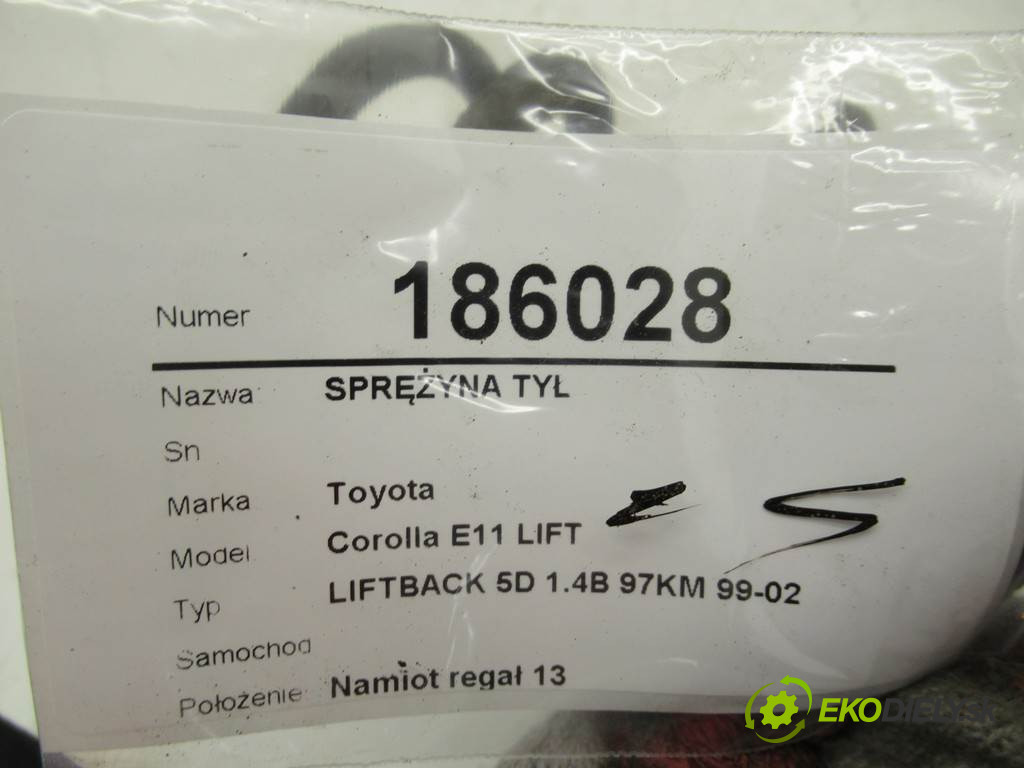 Numer 186028
Nazwa SPRĘŻYNA TYŁ
Sn
Marka Toyota
Model Corolla E11 LIFT
Typ LIFTBACK 5D 1.4B 97KM 99-02
Samochod
Położenie Namiot regał 13